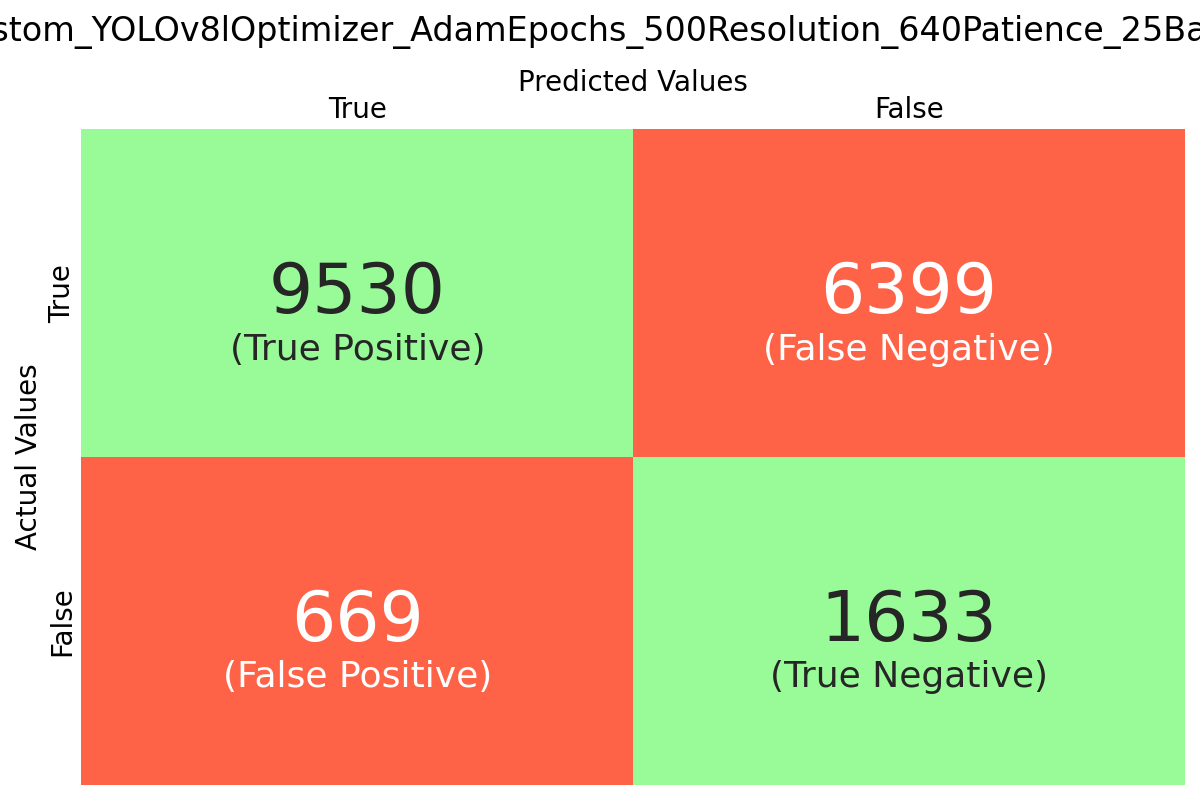 stom_YOLOv8lOptimizer_AdamEpochs_500Resolution_640Patience_25Ba
Predicted Values
True False
Actual Values
True
9530 6399
(True Positive) (False Negative)
False
669 1633
(False Positive) (True Negative)